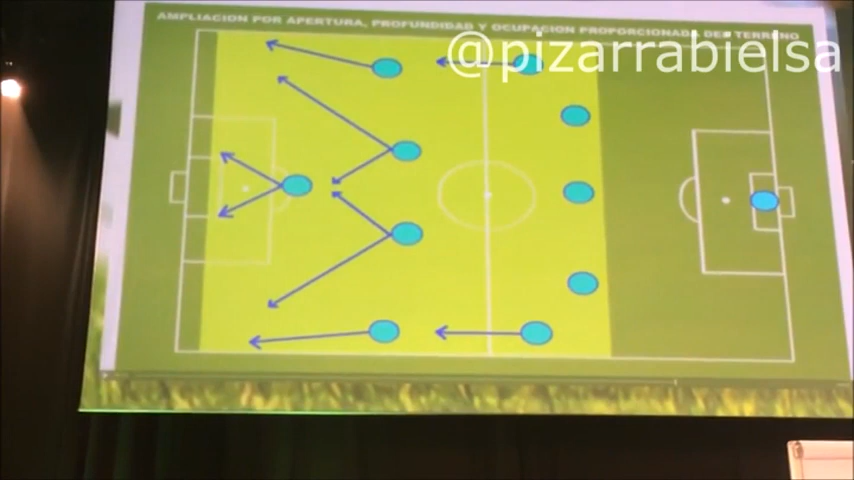 AMPLIACION POR APERTURA, PROFUNDIDAD Y OCUPACION PROPORCIONADA DEL TERRENO
@pizarrabielsa